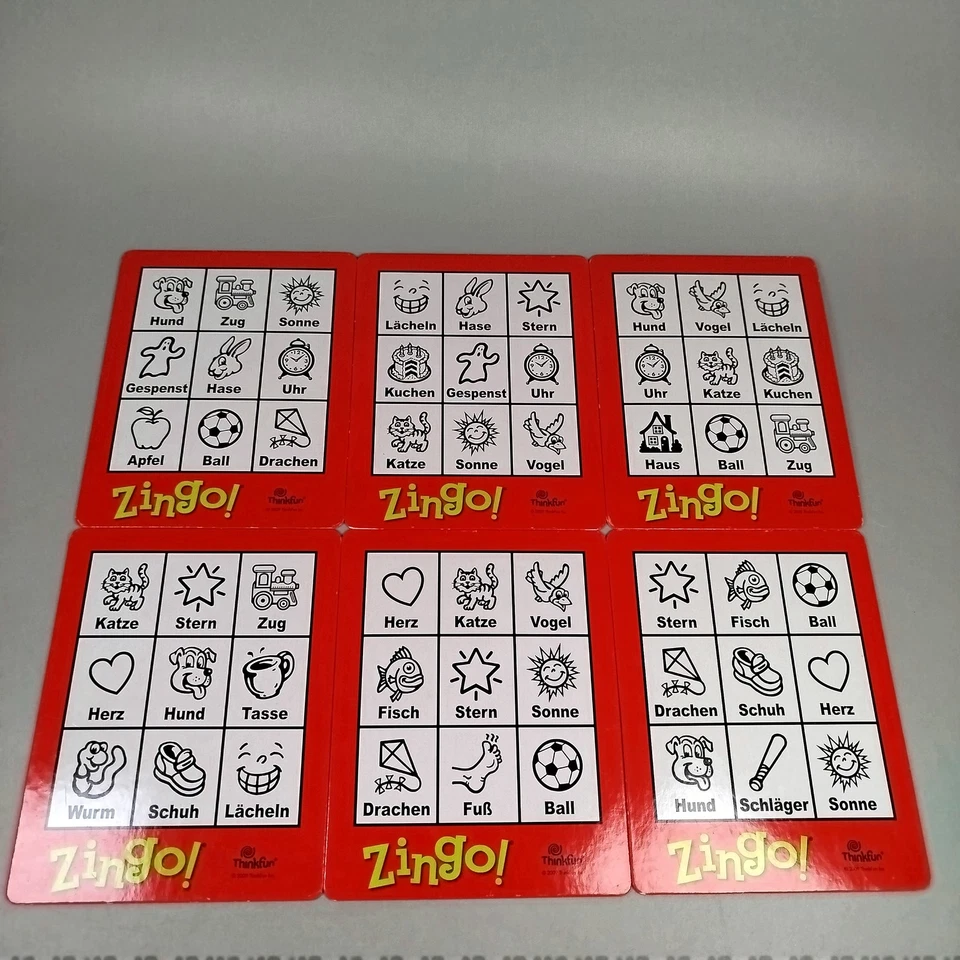 Hund Zug Sonne
Gespenst Hase Uhr
Apfel Ball Drachen
Zingo! Thinkfun
Lächeln Hase Stern
Kuchen Gespenst Uhr
Katze Sonne Vogel
Zingo! Thinkfun
Hund Vogel Lächeln
Uhr Katze Kuchen
Haus Ball Zug
Zingo! Thinkfun
Katze Stern Zug
Herz Hund Tasse
Wurm Schuh Lächeln
Zingo! Thinkfun
Herz Katze Vogel
Fisch Stern Sonne
Drachen Fuß Ball
Zingo! Thinkfun
Stern Fisch Ball
Drachen Schuh Herz
Hund Schläger Sonne
Zingo! Thinkfun